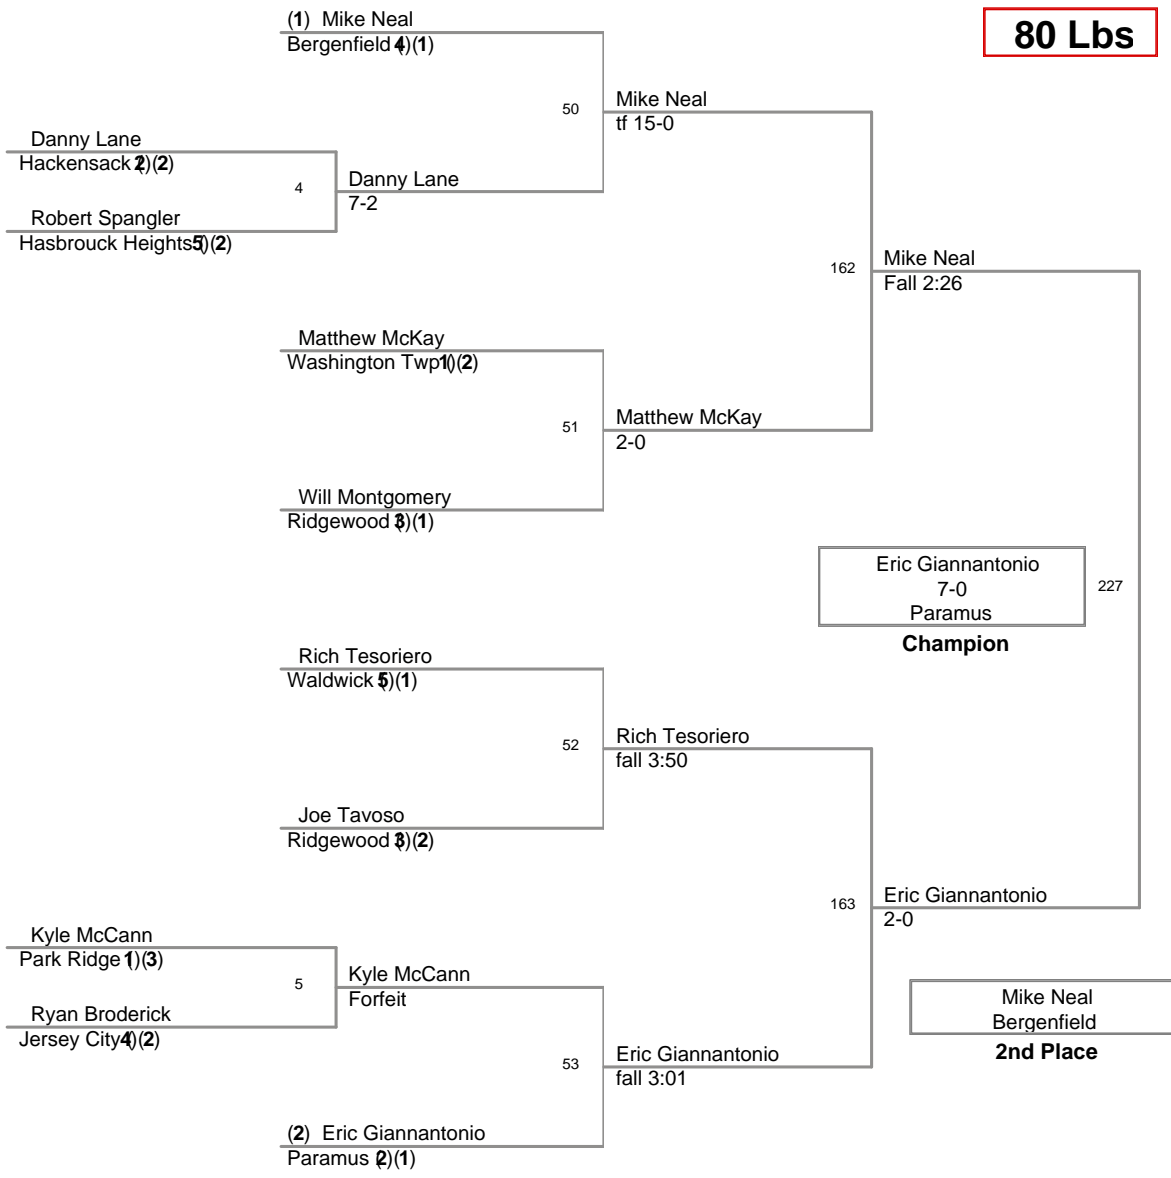 (1) Mike Neal
Bergenfield (4)(1)
80 Lbs
50
Mike Neal
tf 15-0
Danny Lane
Hackensack (2)(2)
4
Danny Lane
7-2
Robert Spangler
Hasbrouck Heights (5)(2)
162
Mike Neal
Fall 2:26
Matthew McKay
Washington Twp (1)(2)
51
Matthew McKay
2-0
Will Montgomery
Ridgewood (3)(1)
Eric Giannantonio
7-0
Paramus
227
Champion
Rich Tesoriero
Waldwick (5)(1)
52
Rich Tesoriero
fall 3:50
Joe Tavoso
Ridgewood (3)(2)
163
Eric Giannantonio
2-0
Kyle McCann
Park Ridge (1)(3)
5
Kyle McCann
Forfeit
Ryan Broderick
Jersey City (4)(2)
Mike Neal
Bergenfield
2nd Place
53
Eric Giannantonio
fall 3:01
(2) Eric Giannantonio
Paramus (2)(1)